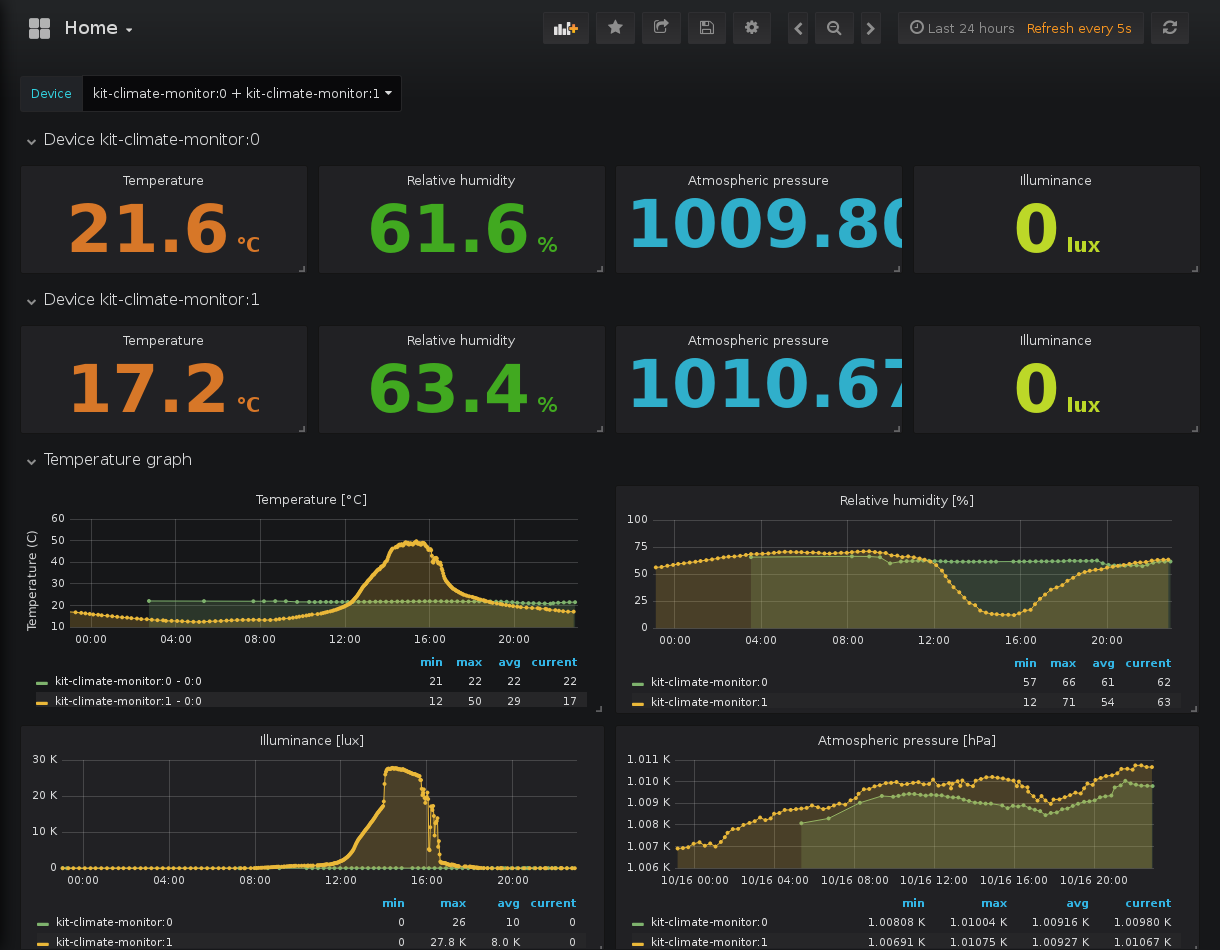 Home
Last 24 hours Refresh every 5s
Device kit-climate-monitor:0 + kit-climate-monitor:1
Device kit-climate-monitor:0
Temperature Relative humidity Atmospheric pressure Illuminance
21.6 °C 61.6 % 1009.80 0 lux
Device kit-climate-monitor:1
Temperature Relative humidity Atmospheric pressure Illuminance
17.2 °C 63.4 % 1010.67 0 lux
Temperature graph
Temperature [°C]
Temperature (C)
60
50
40
30
20
10
00:00 04:00 08:00 12:00 16:00 20:00
min max avg current
kit-climate-monitor:0 - 0:0 21 22 22 22
kit-climate-monitor:1 - 0:0 12 50 29 17
Relative humidity [%]
100
75
50
25
0
00:00 04:00 08:00 12:00 16:00 20:00
min max avg current
kit-climate-monitor:0 57 66 61 62
kit-climate-monitor:1 12 71 54 63
Illuminance [lux]
30 K
20 K
10 K
0
00:00 04:00 08:00 12:00 16:00 20:00
min max avg current
kit-climate-monitor:0 0 26 10 0
kit-climate-monitor:1 0 27.8 K 8.0 K 0
Atmospheric pressure [hPa]
1.011 K
1.010 K
1.009 K
1.008 K
1.007 K
1.006 K
10/16 00:00 10/16 04:00 10/16 08:00 10/16 12:00 10/16 16:00 10/16 20:00
min max avg current
kit-climate-monitor:0 1.00808 K 1.01004 K 1.00916 K 1.00980 K
kit-climate-monitor:1 1.00691 K 1.01075 K 1.00927 K 1.01067 K